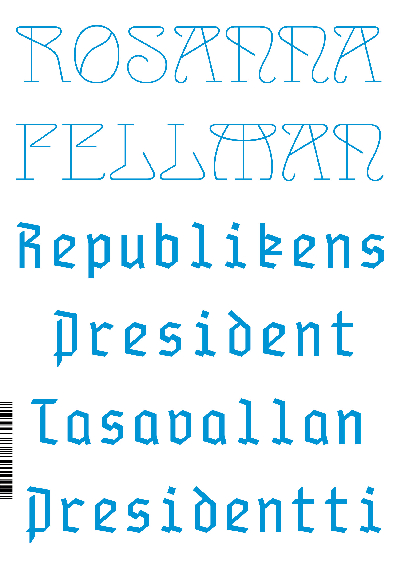 ROSANNA
FELLMAN
Republikens
President
Tasavallan
Presidentti